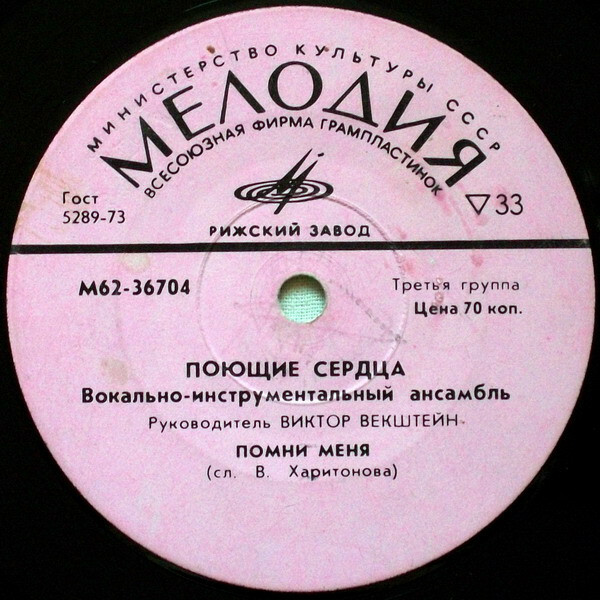 МИНИСТЕРСТВО КУЛЬТУРЫ СССР
МЕЛОДИЯ
ВСЕСОЮЗНАЯ ФИРМА ГРАМПЛАСТИНОК
Гост
5289-73
▽33
РИЖСКИЙ ЗАВОД
М62-36704
Третья группа
Цена 70 коп.
ПОЮЩИЕ СЕРДЦА
Вокально-инструментальный ансамбль
Руководитель ВИКТОР ВЕКШТЕЙН
ПОМНИ МЕНЯ
(сл. В. Харитонова)